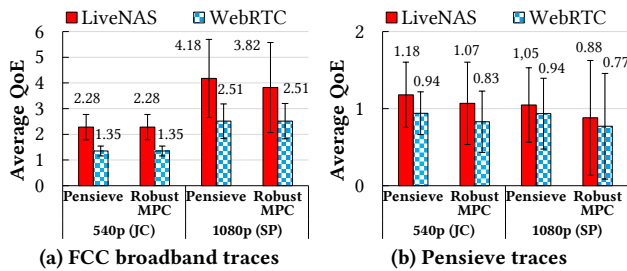 LiveNAS WebRTC
Average QoE
6
5
4
3
2
1
0
2.28
1.35
2.28
1.35
4.18
2.51
3.82
2.51
Pensieve Robust MPC Pensieve Robust MPC
540p (JC) 1080p (SP)
(a) FCC broadband traces
LiveNAS WebRTC
Average QoE
2
1
0
1.18
0.94
1.07
0.83
1,05
0.94
0.88
0.77
Pensieve Robust MPC Pensieve Robust MPC
540p (JC) 1080p (SP)
(b) Pensieve traces